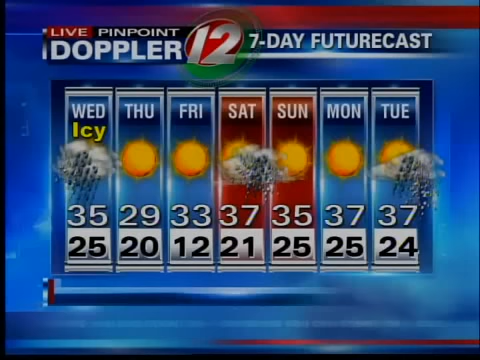 LIVE PINPOINT
DOPPLER 12 7-DAY FUTURECAST
WED THU FRI SAT SUN MON TUE
Icy
35 29 33 37 35 37 37
25 20 12 21 25 25 24